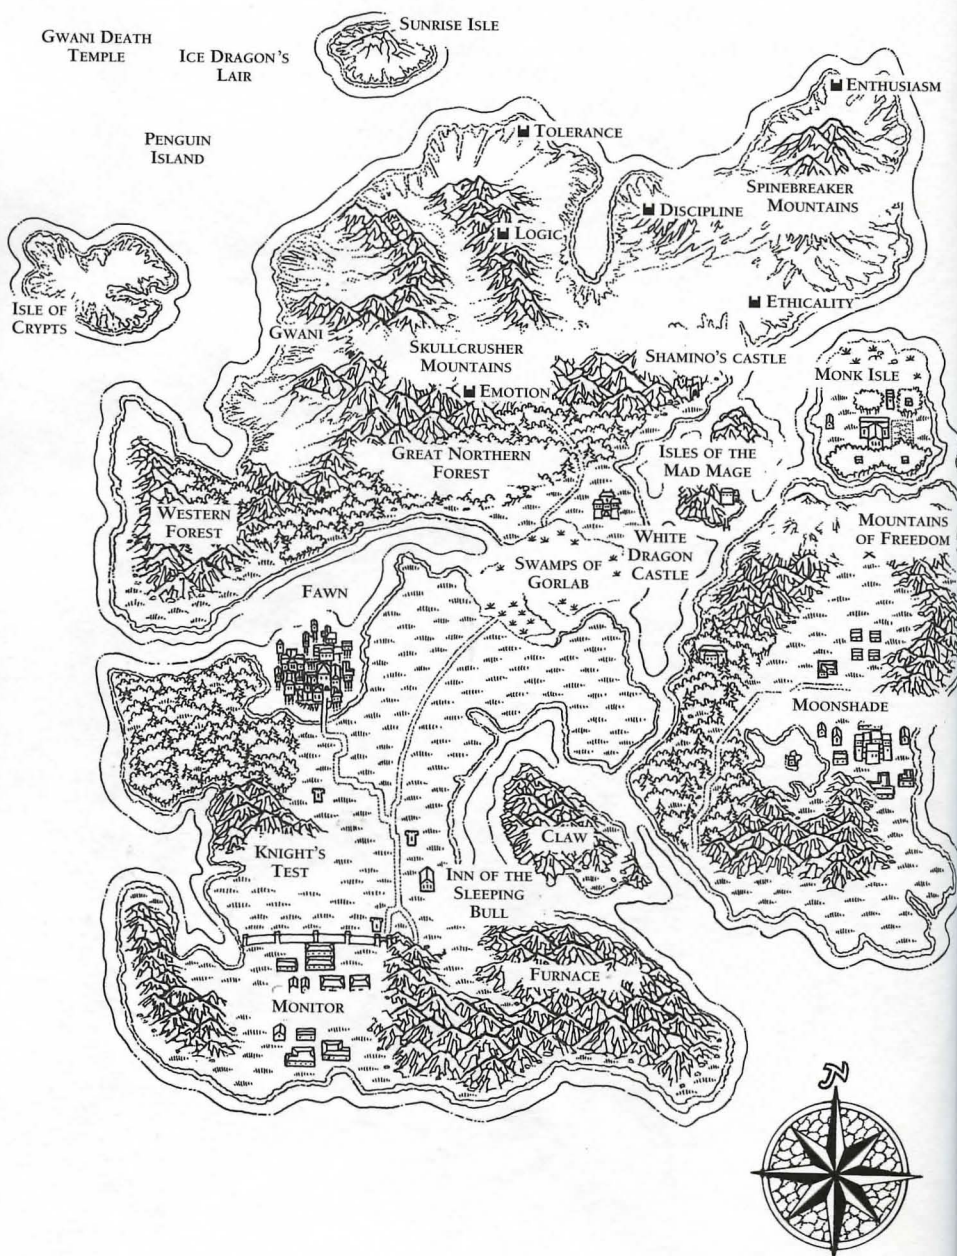 SUNRISE ISLE
GWANI DEATH
TEMPLE
ICE DRAGON'S
LAIR
ENTHUSIASM
TOLERANCE
PENGUIN
ISLAND
SPINEBREAKER
MOUNTAINS
DISCIPLINE
LOGIC
ISLE OF
CRYPTS
ETHICALITY
GWANI
SKULLCRUSHER
MOUNTAINS
SHAMINO'S CASTLE
MONK ISLE
EMOTION
GREAT NORTHERN
FOREST
ISLES OF THE
MAD MAGE
WESTERN
FOREST
MOUNTAINS
OF FREEDOM
WHITE
DRAGON
CASTLE
SWAMPS OF
GORLAB
FAWN
MOONSHADE
CLAW
KNIGHT'S
TEST
INN OF THE
SLEEPING
BULL
FURNACE
MONITOR
N